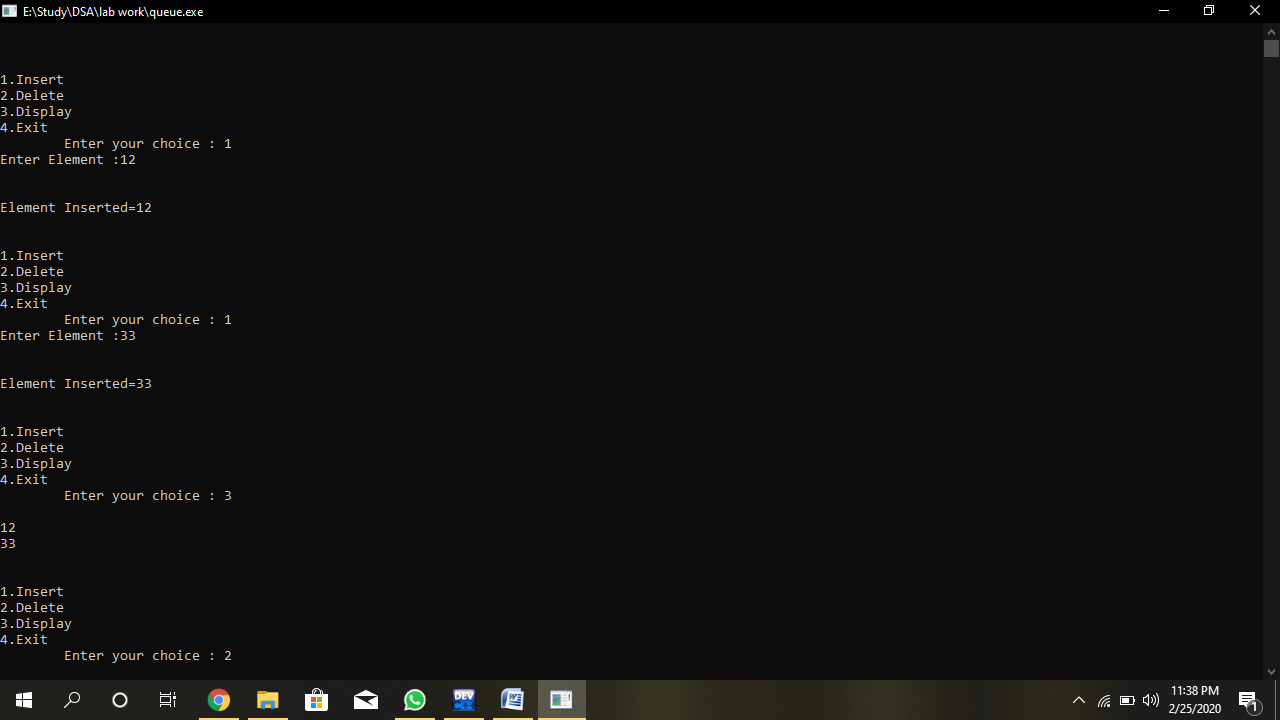 E:\Study\DSA\lab work\queue.exe
1.Insert
2.Delete
3.Display
4.Exit
Enter your choice : 1
Enter Element :12
Element Inserted=12
1.Insert
2.Delete
3.Display
4.Exit
Enter your choice : 1
Enter Element :33
Element Inserted=33
1.Insert
2.Delete
3.Display
4.Exit
Enter your choice : 3
12
33
1.Insert
2.Delete
3.Display
4.Exit
Enter your choice : 2
DEV
W
11:38 PM
2/25/2020
1